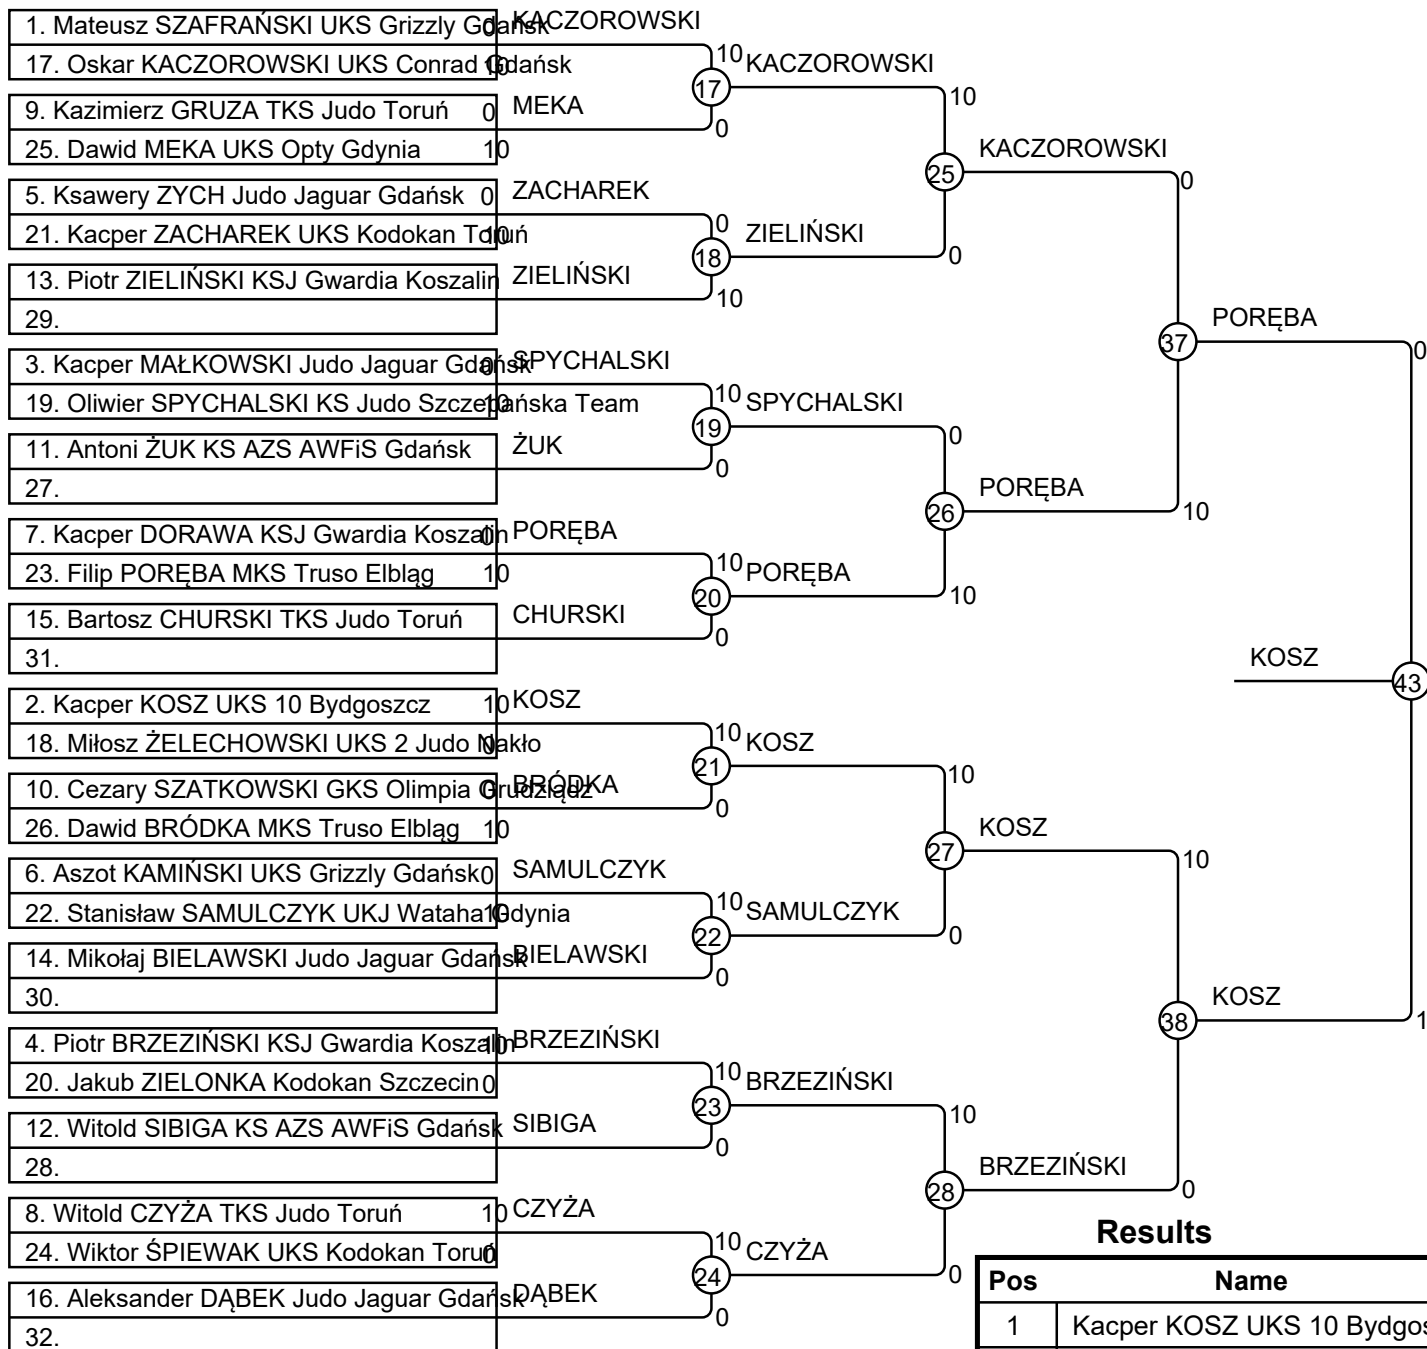 1. Mateusz SZAFRAŃSKI UKS Grizzly Gdańsk 0 KACZOROWSKI
17. Oskar KACZOROWSKI UKS Conrad Gdańsk 10
10 KACZOROWSKI
17
9. Kazimierz GRUZA TKS Judo Toruń 0 MEKA
0
25. Dawid MEKA UKS Opty Gdynia 10
10
25 KACZOROWSKI
5. Ksawery ZYCH Judo Jaguar Gdańsk 0 ZACHAREK
0
21. Kacper ZACHAREK UKS Kodokan Toruń 10
0 ZIELIŃSKI
18
0
13. Piotr ZIELIŃSKI KSJ Gwardia Koszalin ZIELIŃSKI
10
29.
37 PORĘBA
0
3. Kacper MAŁKOWSKI Judo Jaguar Gdańsk 0 SPYCHALSKI
19. Oliwier SPYCHALSKI KS Judo Szczepańska Team 10
10 SPYCHALSKI
19
0
11. Antoni ŻUK KS AZS AWFiS Gdańsk ŻUK
0
27.
26 PORĘBA
10
7. Kacper DORAWA KSJ Gwardia Koszalin 0 PORĘBA
23. Filip PORĘBA MKS Truso Elbląg 10
10 PORĘBA
20
10
15. Bartosz CHURSKI TKS Judo Toruń CHURSKI
0
31.
KOSZ
43
2. Kacper KOSZ UKS 10 Bydgoszcz 10 KOSZ
18. Miłosz ŻELECHOWSKI UKS 2 Judo Nakło 0
10 KOSZ
21
10
10. Cezary SZATKOWSKI GKS Olimpia Grudziądz 0 BRÓDKA
0
26. Dawid BRÓDKA MKS Truso Elbląg 10
27 KOSZ
10
6. Aszot KAMIŃSKI UKS Grizzly Gdańsk 0 SAMULCZYK
22. Stanisław SAMULCZYK UKJ Wataha Gdynia 10
10 SAMULCZYK
22
0
14. Mikołaj BIELAWSKI Judo Jaguar Gdańsk BIELAWSKI
0
30.
38 KOSZ
1
4. Piotr BRZEZIŃSKI KSJ Gwardia Koszalin 10 BRZEZIŃSKI
20. Jakub ZIELONKA Kodokan Szczecin 0
10 BRZEZIŃSKI
23
10
12. Witold SIBIGA KS AZS AWFiS Gdańsk SIBIGA
0
28.
28 BRZEZIŃSKI
0
8. Witold CZYŻA TKS Judo Toruń 10 CZYŻA
24. Wiktor ŚPIEWAK UKS Kodokan Toruń 0
10 CZYŻA
24
0
16. Aleksander DĄBEK Judo Jaguar Gdańsk DĄBEK
0
32.
Results
Pos Name
1 Kacper KOSZ UKS 10 Bydgos